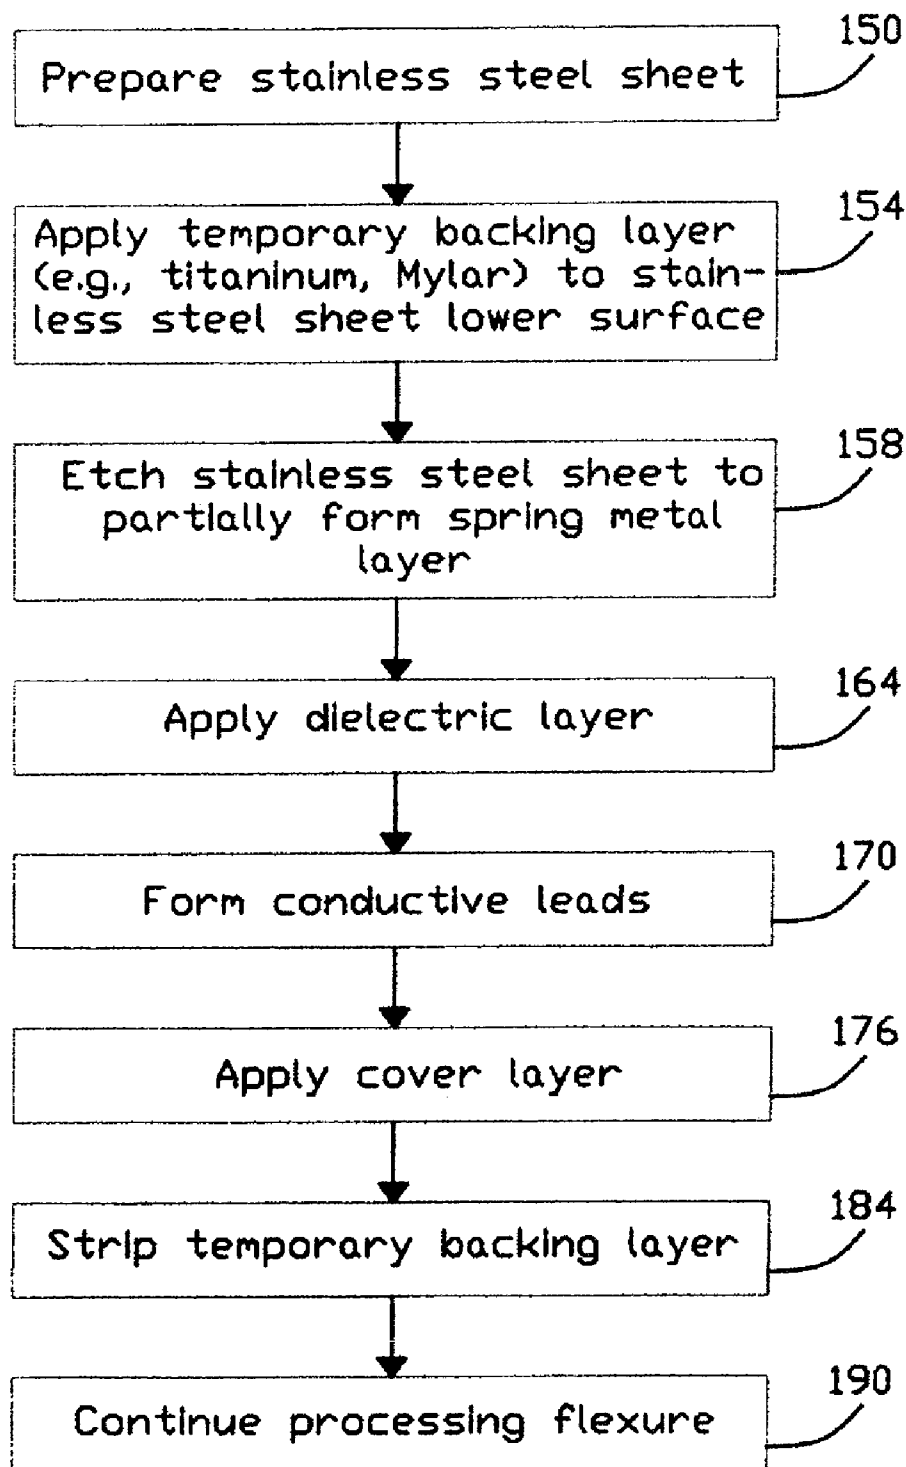 150
Prepare stainless steel sheet
154
Apply temporary backing layer
(e.g., titaninum, Mylar) to stain-
less steel sheet lower surface
158
Etch stainless steel sheet to
partially form spring metal
layer
164
Apply dielectric layer
170
Form conductive leads
176
Apply cover layer
184
Strip temporary backing layer
190
Continue processing flexure